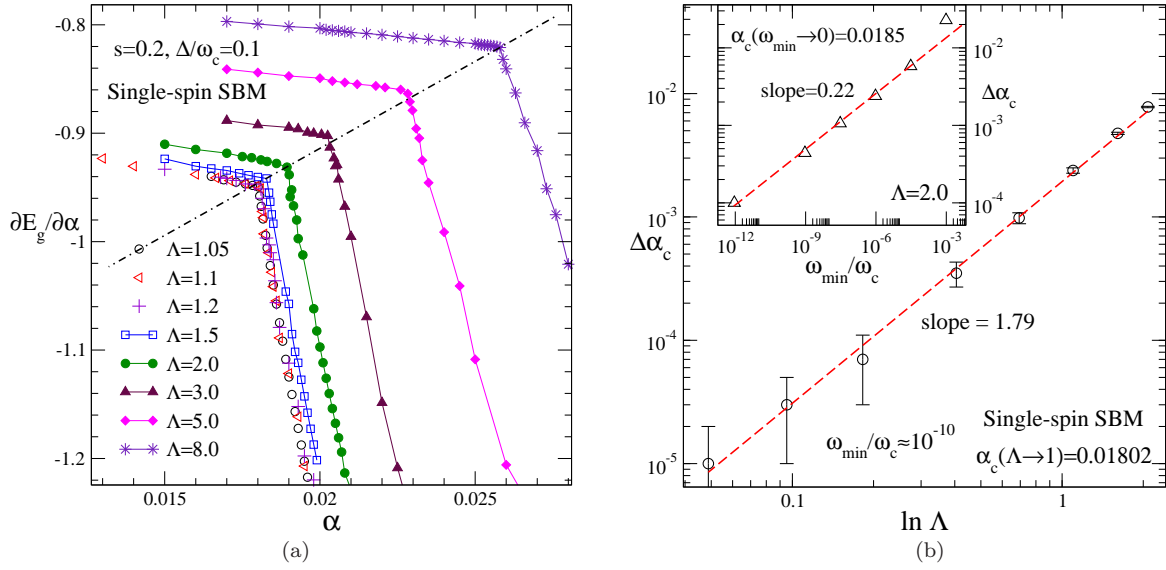 -0.8
-0.9
-1
-1.1
-1.2
∂E_g/∂α
s=0.2, Δ/ω_c=0.1
Single-spin SBM
Λ=1.05
Λ=1.1
Λ=1.2
Λ=1.5
Λ=2.0
Λ=3.0
Λ=5.0
Λ=8.0
0.015 0.02 0.025
α
(a)
10^-2
10^-3
10^-4
10^-5
Δα_c
α_c(ω_min→0)=0.0185
slope=0.22
Λ=2.0
10^-2
10^-3
10^-4
Δα_c
10^-12 10^-9 10^-6 10^-3
ω_min/ω_c
slope = 1.79
ω_min/ω_c≈10^-10
Single-spin SBM
α_c(Λ→1)=0.01802
0.1 1
ln Λ
(b)